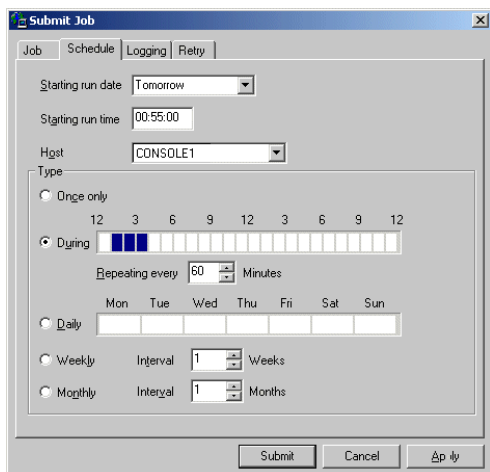 Submit Job
Job Schedule Logging Retry
Starting run date Tomorrow
Starting run time 00:55:00
Host CONSOLE1
Type
Once only
12 3 6 9 12 3 6 9 12
During
Repeating every 60 Minutes
Mon Tue Wed Thu Fri Sat Sun
Daily
Weekly Interval 1 Weeks
Monthly Interval 1 Months
Submit Cancel Apply